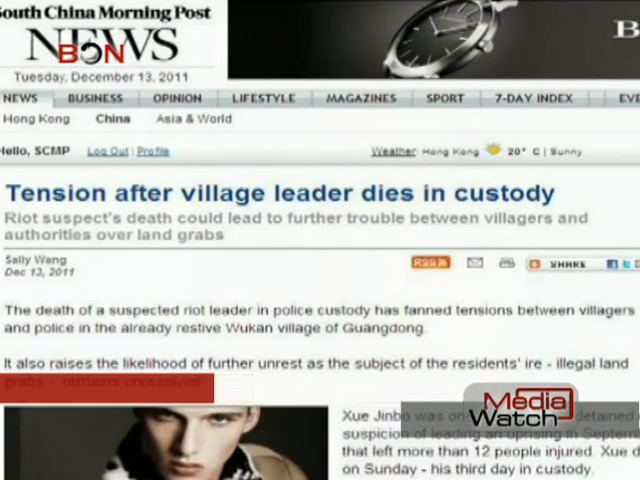 South China Morning Post
NEWS
BON
Tuesday, December 13, 2011
NEWS BUSINESS OPINION LIFESTYLE MAGAZINES SPORT 7-DAY INDEX
Hong Kong China Asia & World
Hello, SCMP Log Out | Profile Weather: Hong Kong 20° C | Sunny
Tension after village leader dies in custody
Riot suspect's death could lead to further trouble between villagers and
authorities over land grabs
Sally Wang
Dec 13, 2011
RSS SHARE
The death of a suspected riot leader in police custody has fanned tensions between villagers
and police in the already restive Wukan village of Guangdong.
It also raises the likelihood of further unrest as the subject of the residents' ire - illegal land
grabs - remains unresolved.
Media
Watch
Xue Jinbo was detained
suspicion of leading an uprising in
that left more than 12 people injured. Xue
on Sunday - his third day in custody.